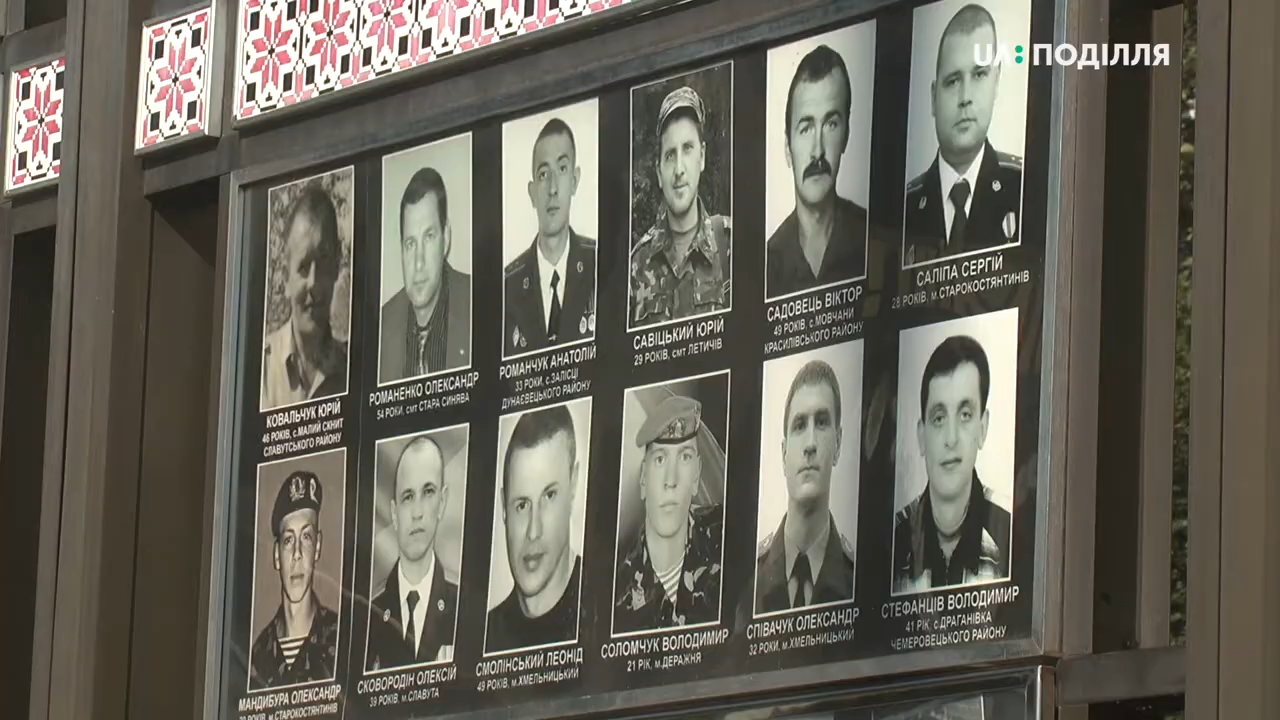 UA: ПОДІЛЛЯ
КОВАЛЬЧУК ЮРІЙ
46 РОКІВ, с.МАЛИЙ СКНИТ
СЛАВУТСЬКОГО РАЙОНУ
РОМАНЕНКО ОЛЕКСАНДР
54 РОКИ, смт СТАРА СИНЯВА
РОМАНЧУК АНАТОЛІЙ
33 РОКИ, с.ЗАЛІСЦІ
ДУНАЄВЕЦЬКОГО РАЙОНУ
САВІЦЬКИЙ ЮРІЙ
29 РОКІВ, смт ЛЕТИЧІВ
САДОВЕЦЬ ВІКТОР
49 РОКІВ, с.МОВЧАНИ
КРАСИЛІВСЬКОГО РАЙОНУ
САЛІПА СЕРГІЙ
28 РОКІВ, м.СТАРОКОСТЯНТИНІВ
МАНДИБУРА ОЛЕКСАНДР
РОКІВ, м.СТАРОКОСТЯНТИНІВ
СКОВОРОДІН ОЛЕКСІЙ
39 РОКІВ, м.СЛАВУТА
СМОЛІНСЬКИЙ ЛЕОНІД
49 РОКІВ, м.ХМЕЛЬНИЦЬКИЙ
СОЛОМЧУК ВОЛОДИМИР
21 РІК, м.ДЕРАЖНЯ
СПІВАЧУК ОЛЕКСАНДР
32 РОКИ, м.ХМЕЛЬНИЦЬКИЙ
СТЕФАНЦІВ ВОЛОДИМИР
41 РІК, с.ДРАГАНІВКА
ЧЕМЕРОВЕЦЬКОГО РАЙОНУ